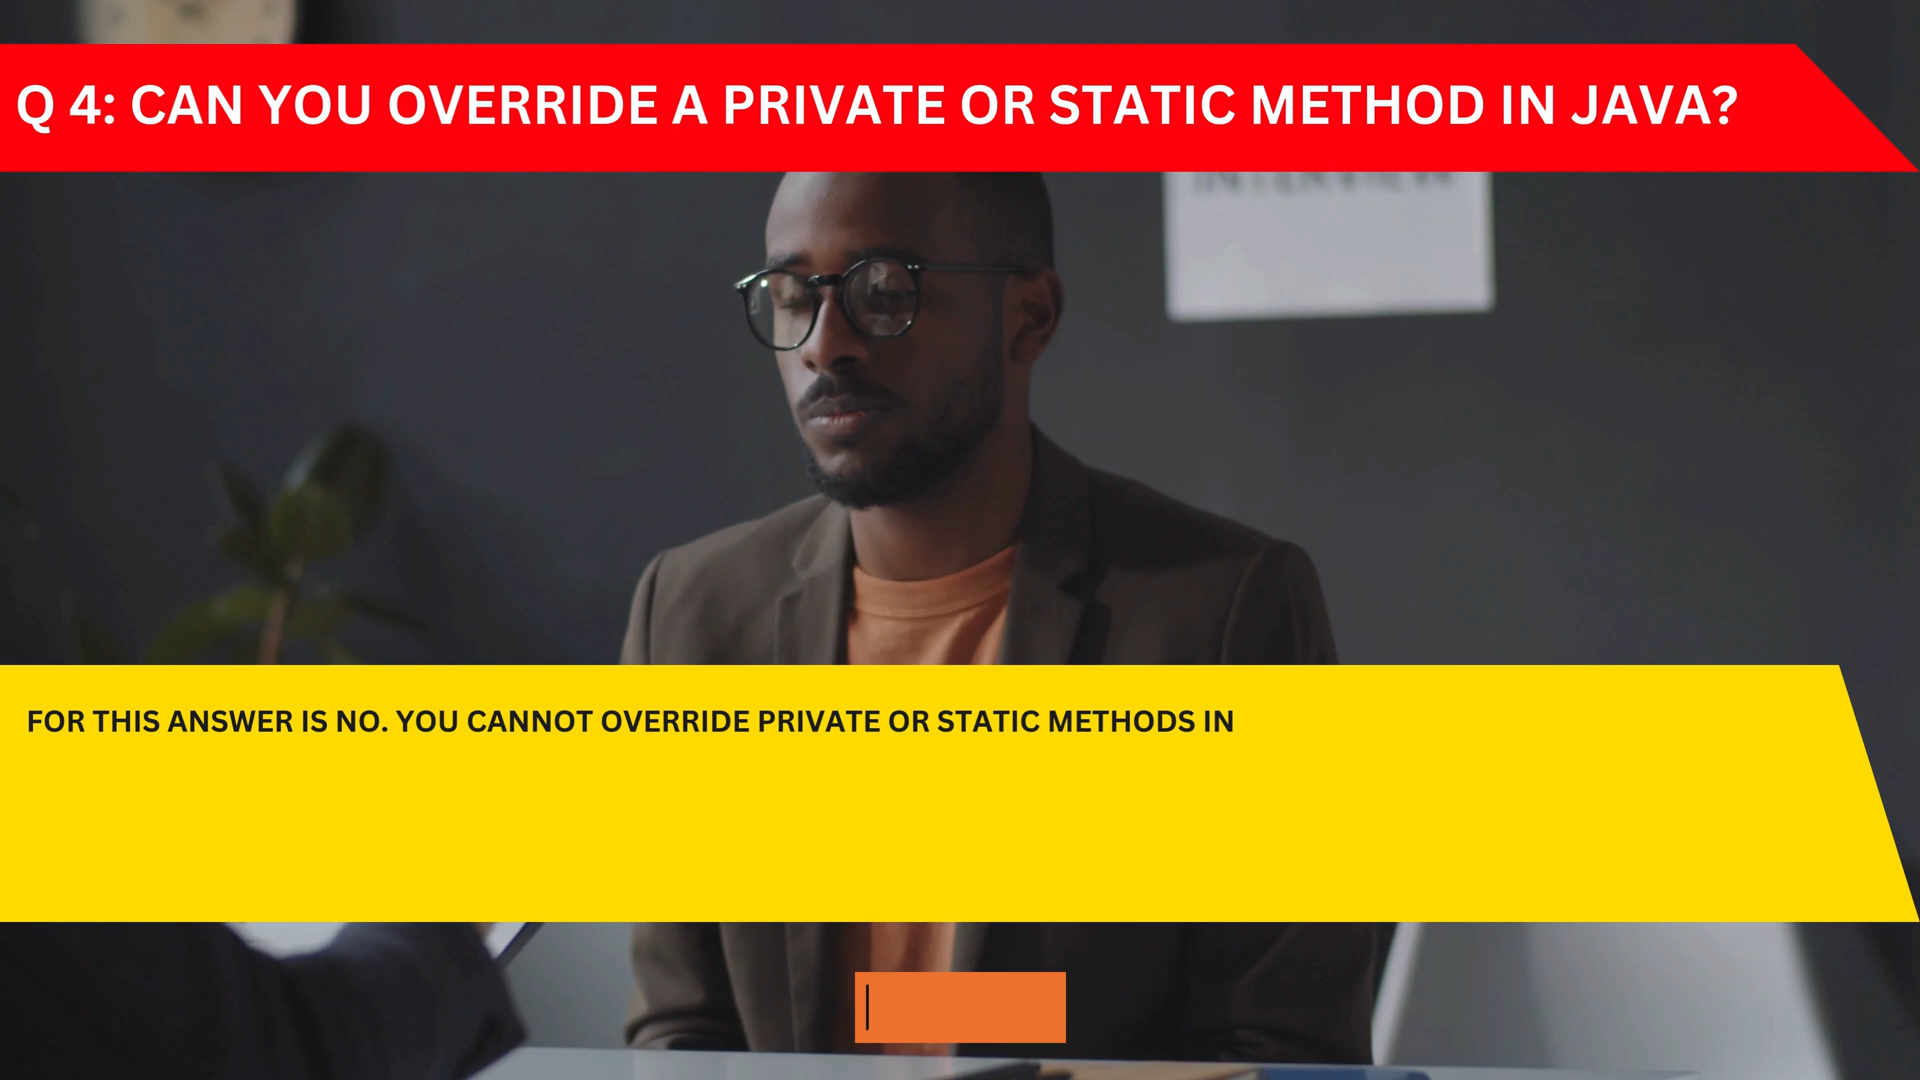 Q 4: CAN YOU OVERRIDE A PRIVATE OR STATIC METHOD IN JAVA?
INTERVIEW
FOR THIS ANSWER IS NO. YOU CANNOT OVERRIDE PRIVATE OR STATIC METHODS IN